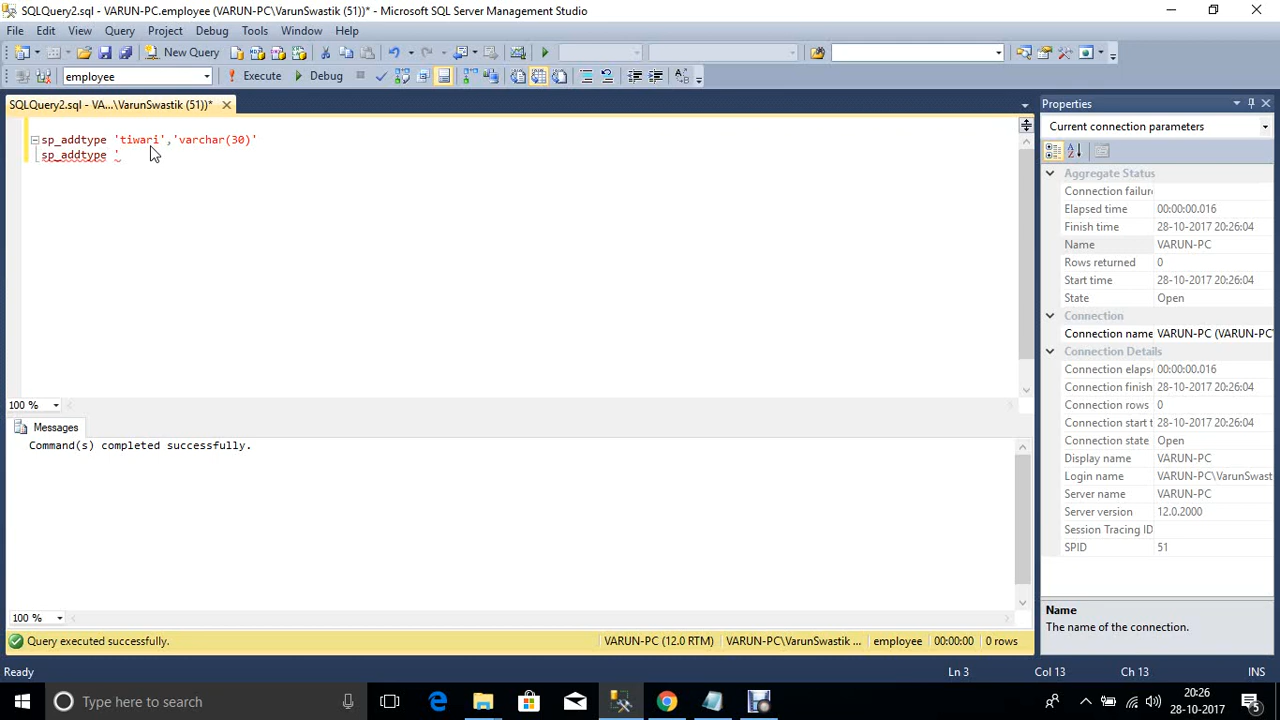 SQLQuery2.sql - VARUN-PC.employee (VARUN-PC\VarunSwastik (51))* - Microsoft SQL Server Management Studio
File Edit View Query Project Debug Tools Window Help
New Query
employee Execute Debug
SQLQuery2.sql - VA...\VarunSwastik (51))*
sp_addtype 'tiwari','varchar(30)'
sp_addtype '
100 %
Messages
Command(s) completed successfully.
100 %
Query executed successfully. VARUN-PC (12.0 RTM) VARUN-PC\VarunSwastik ... employee 00:00:00 0 rows
Properties
Current connection parameters
Aggregate Status
Connection failure
Elapsed time 00:00:00.016
Finish time 28-10-2017 20:26:04
Name VARUN-PC
Rows returned 0
Start time 28-10-2017 20:26:04
State Open
Connection
Connection name VARUN-PC (VARUN-PC
Connection Details
Connection elaps 00:00:00.016
Connection finish 28-10-2017 20:26:04
Connection rows 0
Connection start t 28-10-2017 20:26:04
Connection state Open
Display name VARUN-PC
Login name VARUN-PC\VarunSwast
Server name VARUN-PC
Server version 12.0.2000
Session Tracing ID
SPID 51
Name
The name of the connection.
Ready Ln 3 Col 13 Ch 13 INS
Type here to search
20:26
28-10-2017
5